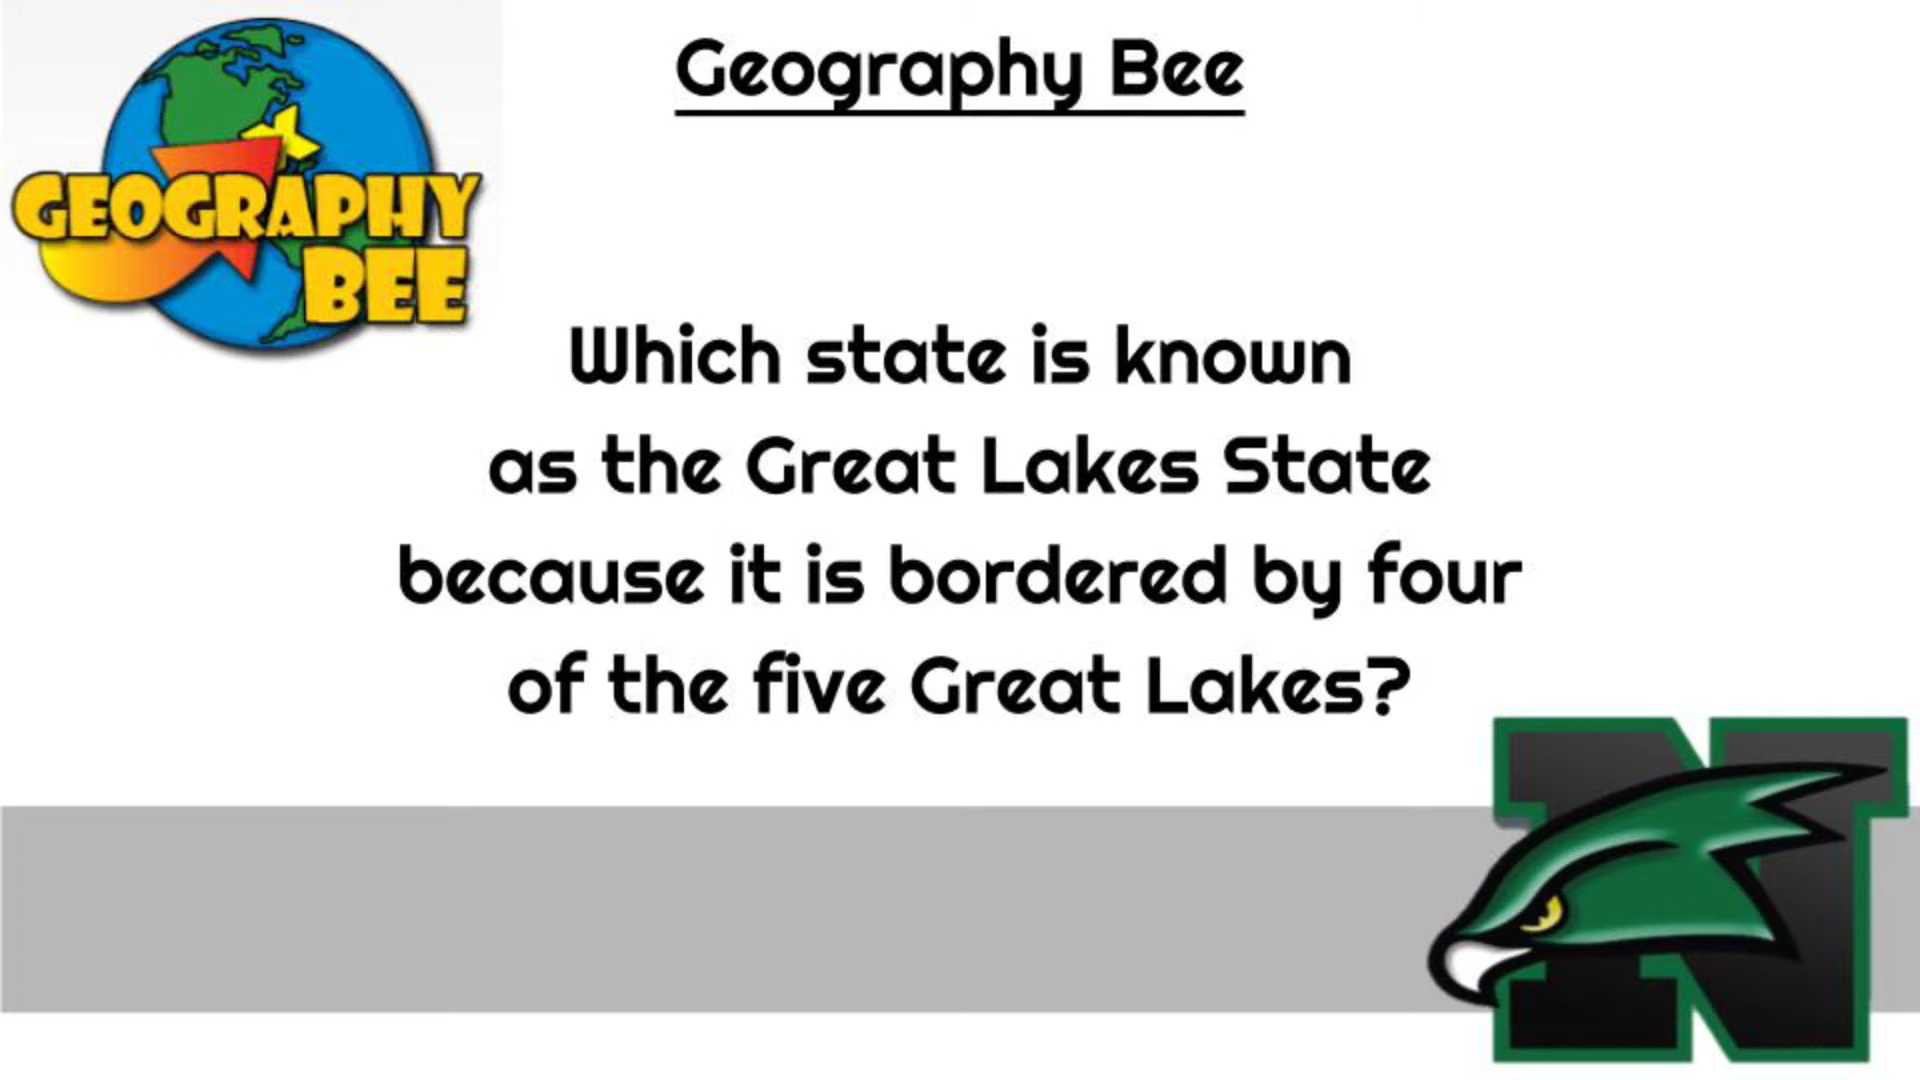 GEOGRAPHY
BEE
Geography Bee
Which state is known
as the Great Lakes State
because it is bordered by four
of the five Great Lakes?
N